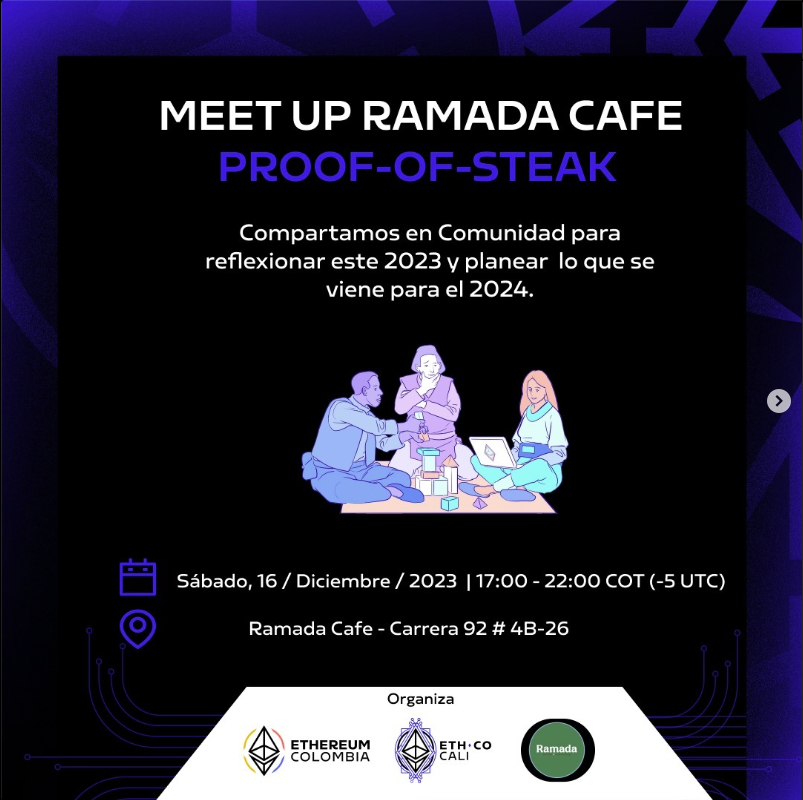 MEET UP RAMADA CAFE
PROOF-OF-STEAK
Compartamos en Comunidad para
reflexionar este 2023 y planear lo que se
viene para el 2024.
Sábado, 16 / Diciembre / 2023 | 17:00 - 22:00 COT (-5 UTC)
Ramada Cafe - Carrera 92 # 4B-26
Organiza
ETHEREUM
COLOMBIA
ETH·CO
CALI
Ramada